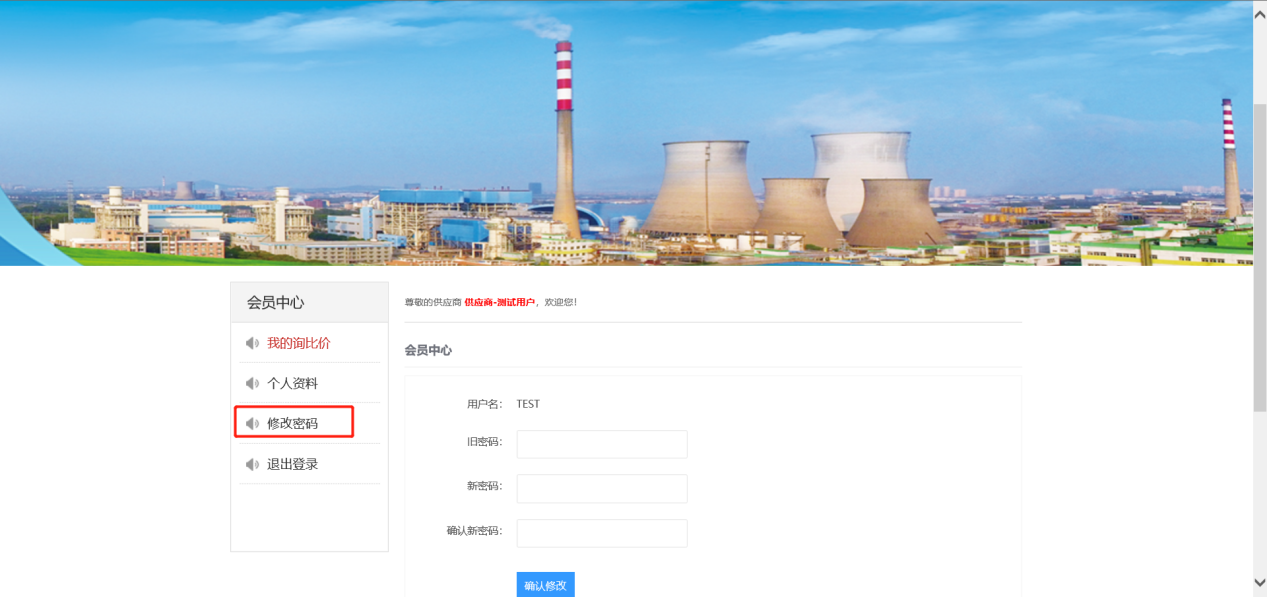 会员中心
我的询比价
个人资料
修改密码
退出登录
尊敬的供应商 供应商-测试用户，欢迎您！
会员中心
用户名： TEST
旧密码：
新密码：
确认新密码：
确认修改